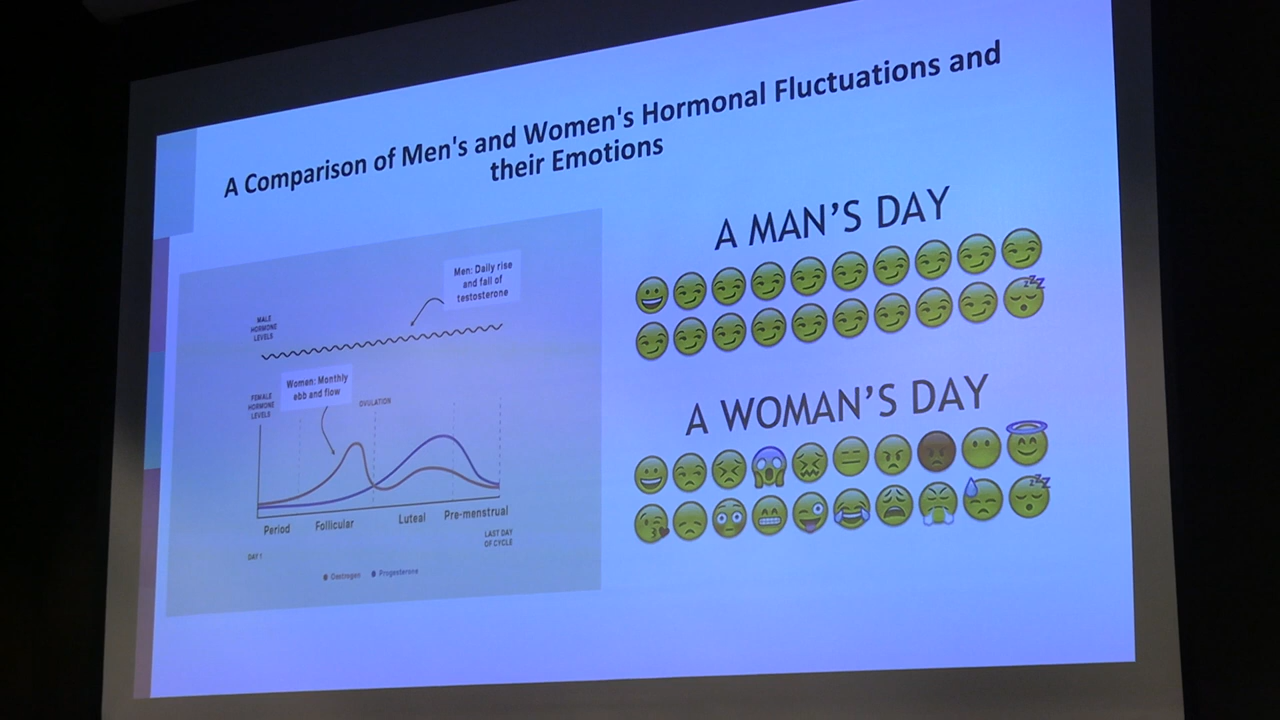 A Comparison of Men's and Women's Hormonal Fluctuations and
their Emotions
Men: Daily rise
and fall of
testosterone
MALE
HORMONE
LEVELS
Women: Monthly
ebb and flow
FEMALE
HORMONE
LEVELS
OVULATION
Period
Follicular
Luteal
Pre-menstrual
DAY 1
LAST DAY
OF CYCLE
Oestrogen
Progesterone
A MAN'S DAY
zZZ
A WOMAN'S DAY
zZZ